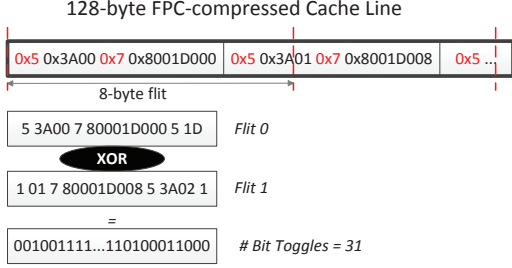 128-byte FPC-compressed Cache Line
0x5 0x3A00 0x7 0x8001D000 0x5 0x3A01 0x7 0x8001D008 0x5 ...
8-byte flit
5 3A00 7 80001D000 5 1D Flit 0
XOR
1 01 7 80001D008 5 3A02 1 Flit 1
=
001001111...110100011000 # Bit Toggles = 31